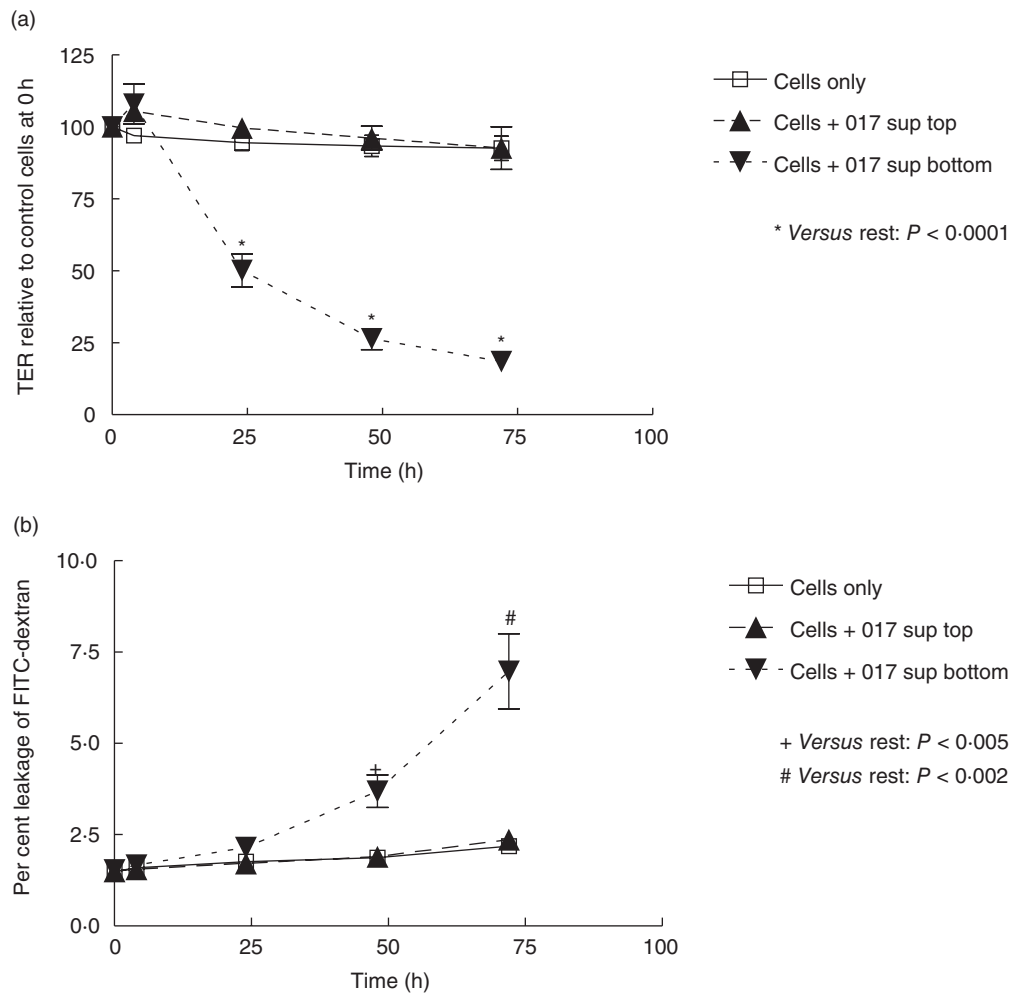 (a)
125
100
75
50
25
0
TER relative to control cells at 0 h
*
*
*
0
25
50
75
100
Time (h)
Cells only
Cells + 017 sup top
Cells + 017 sup bottom
* Versus rest: P < 0·0001
(b)
10·0
7·5
5·0
2·5
0·0
Per cent leakage of FITC-dextran
+
#
0
25
50
75
100
Time (h)
Cells only
Cells + 017 sup top
Cells + 017 sup bottom
+ Versus rest: P < 0·005
# Versus rest: P < 0·002